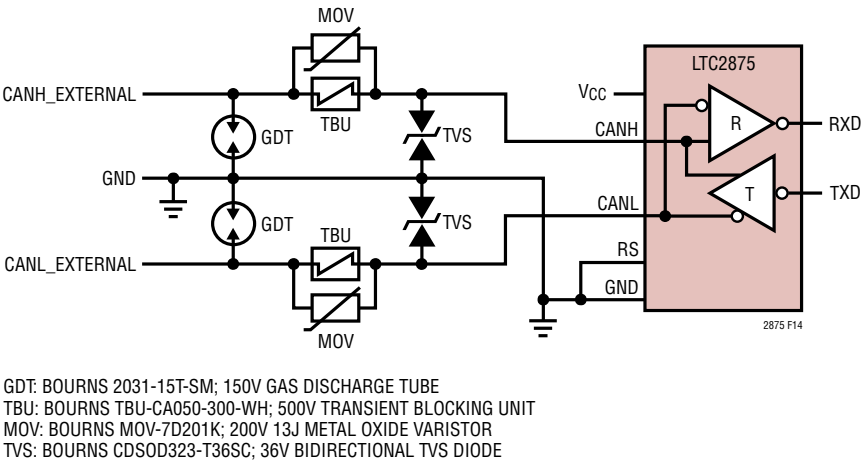 MOV
LTC2875
CANH_EXTERNAL
TBU
VCC
GDT
TVS
CANH
R
RXD
GND
GDT
TBU
TVS
CANL
T
TXD
CANL_EXTERNAL
RS
MOV
GND
2875 F14
GDT: BOURNS 2031-15T-SM; 150V GAS DISCHARGE TUBE
TBU: BOURNS TBU-CA050-300-WH; 500V TRANSIENT BLOCKING UNIT
MOV: BOURNS MOV-7D201K; 200V 13J METAL OXIDE VARISTOR
TVS: BOURNS CDSOD323-T36SC; 36V BIDIRECTIONAL TVS DIODE